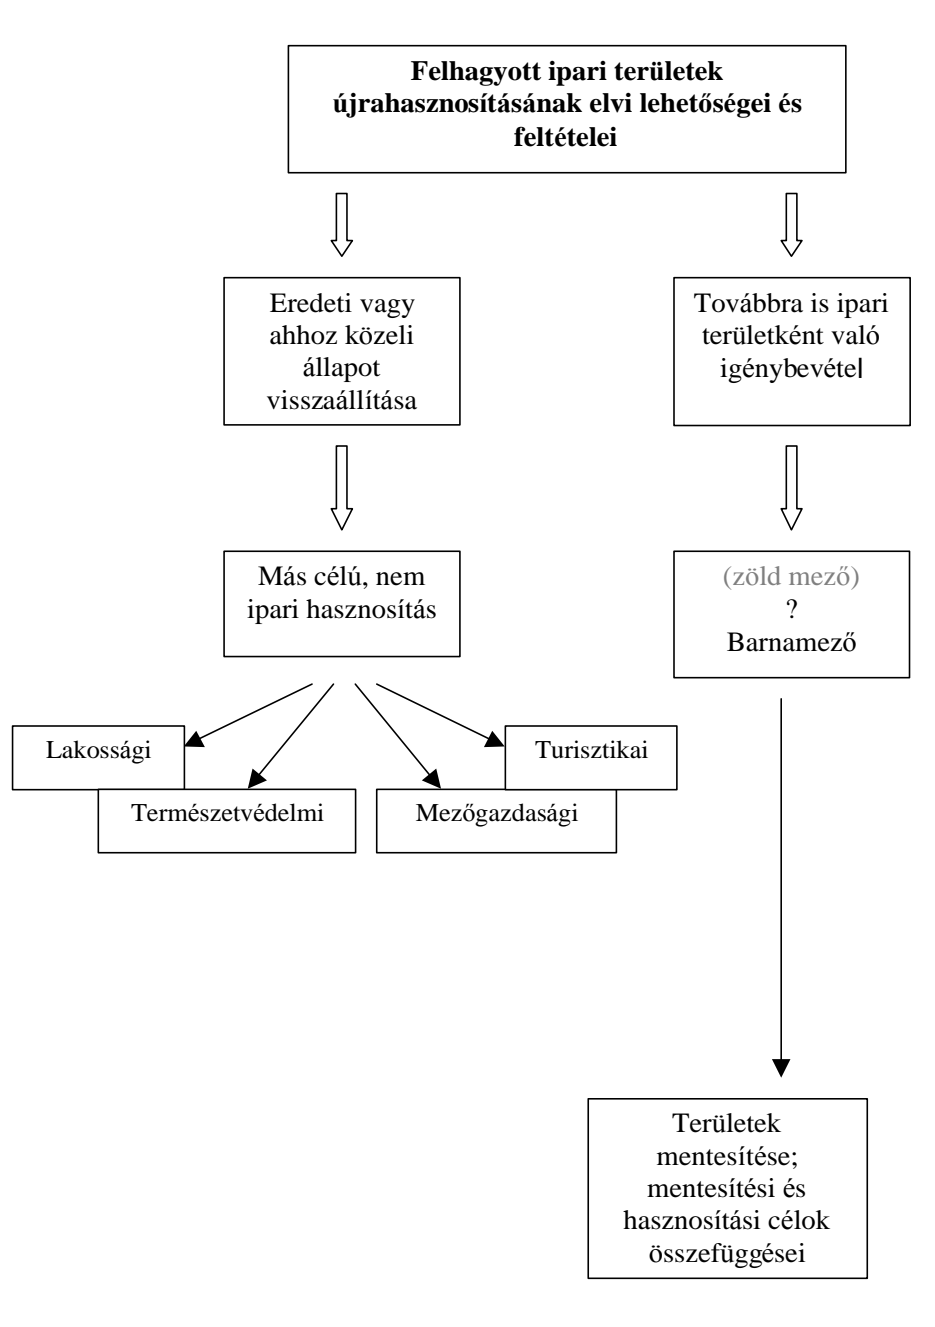 Felhagyott ipari területek
újrahasznosításának elvi lehetőségei és
feltételei
Eredeti vagy
ahhoz közeli
állapot
visszaállítása
Továbbra is ipari
területként való
igénybevétel
Más célú, nem
ipari hasznosítás
(zöld mező)
?
Barnamező
Lakossági
Turisztikai
Természetvédelmi
Mezőgazdasági
Területek
mentesítése;
mentesítési és
hasznosítási célok
összefüggései